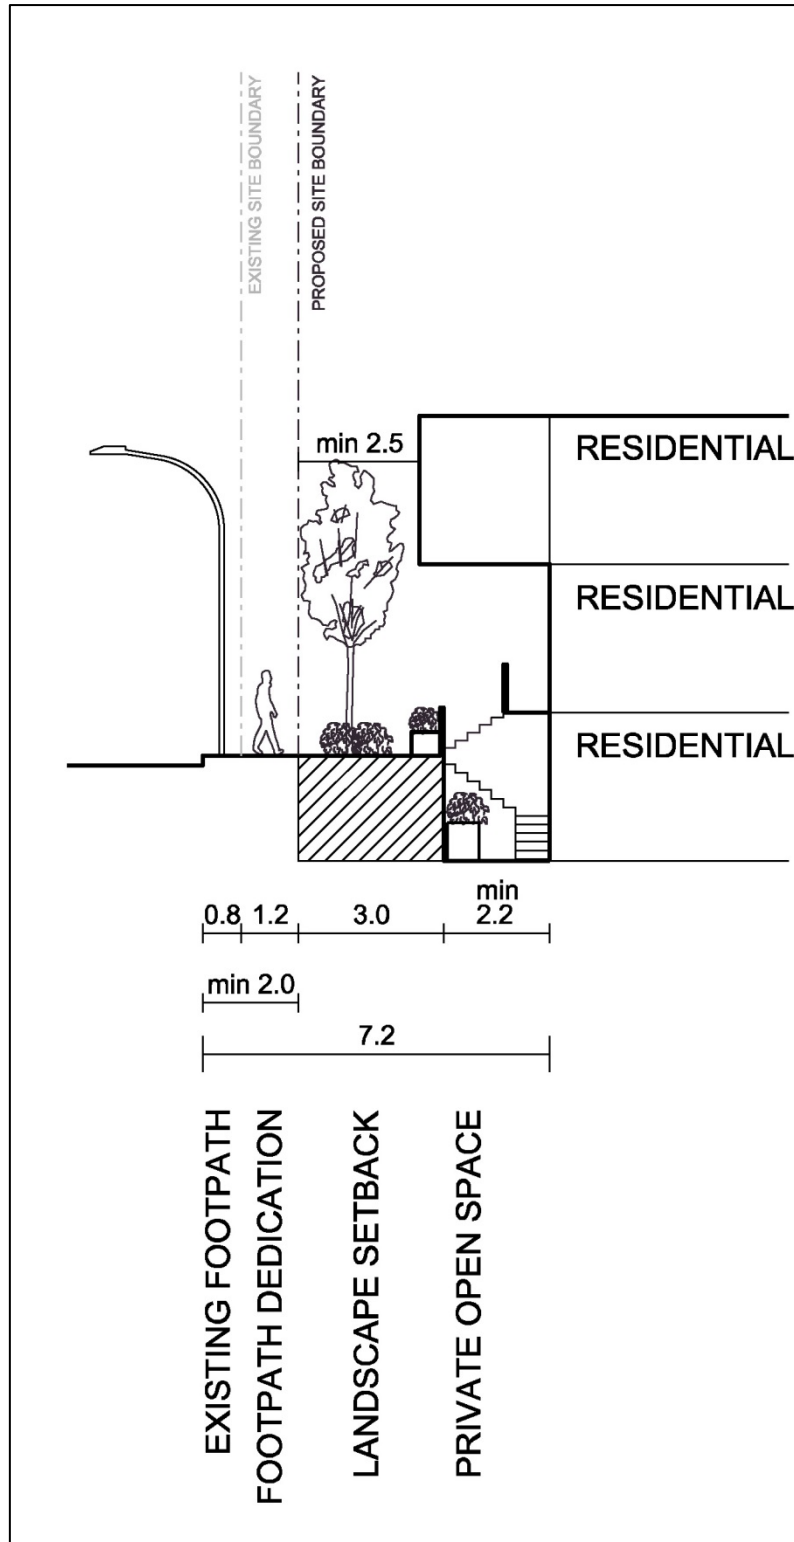 EXISTING SITE BOUNDARY
PROPOSED SITE BOUNDARY
min 2.5
RESIDENTIAL
RESIDENTIAL
RESIDENTIAL
min
0.8 1.2 3.0 2.2
min 2.0
7.2
EXISTING FOOTPATH
FOOTPATH DEDICATION
LANDSCAPE SETBACK
PRIVATE OPEN SPACE